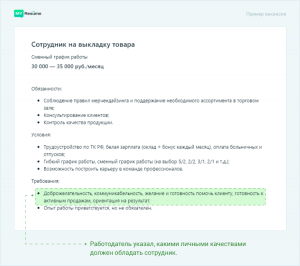 MY Resume
Пример вакансии
Сотрудник на выкладку товара
Сменный график работы
30 000 — 35 000 руб./месяц
Обязанности:
Соблюдение правил мерчендайзинга и поддержание необходимого ассортимента в торговом
зале;
Консультирование клиентов;
Контроль качества продукции.
Условия:
Трудоустройство по ТК РФ, белая зарплата (оклад + бонус каждый месяц), оплата больничных и
отпусков;
Гибкий график работы, сменный график работы (на выбор 5/2, 2/2, 3/1, 2/1 и т.д.);
Возможность построить карьеру в команде профессионалов.
Требования:
Доброжелательность, коммуникабельность, желание и готовность помочь клиенту, готовность к
активным продажам, ориентация на результат;
Опыт работы приветствуется, но не обязателен.
Работодатель указал, какими личными качествами
должен обладать сотрудник.